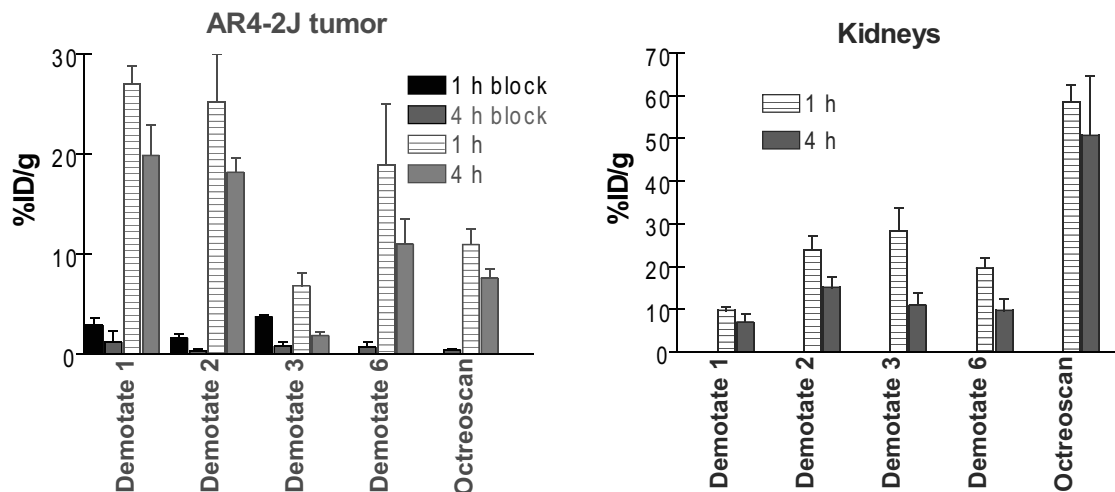 AR4-2J tumor
30
20
10
0
%ID/g
1 h block
4 h block
1 h
4 h
Demotate 1
Demotate 2
Demotate 3
Demotate 6
Octreoscan
Kidneys
70
60
50
40
30
20
10
0
%ID/g
1 h
4 h
Demotate 1
Demotate 2
Demotate 3
Demotate 6
Octreoscan